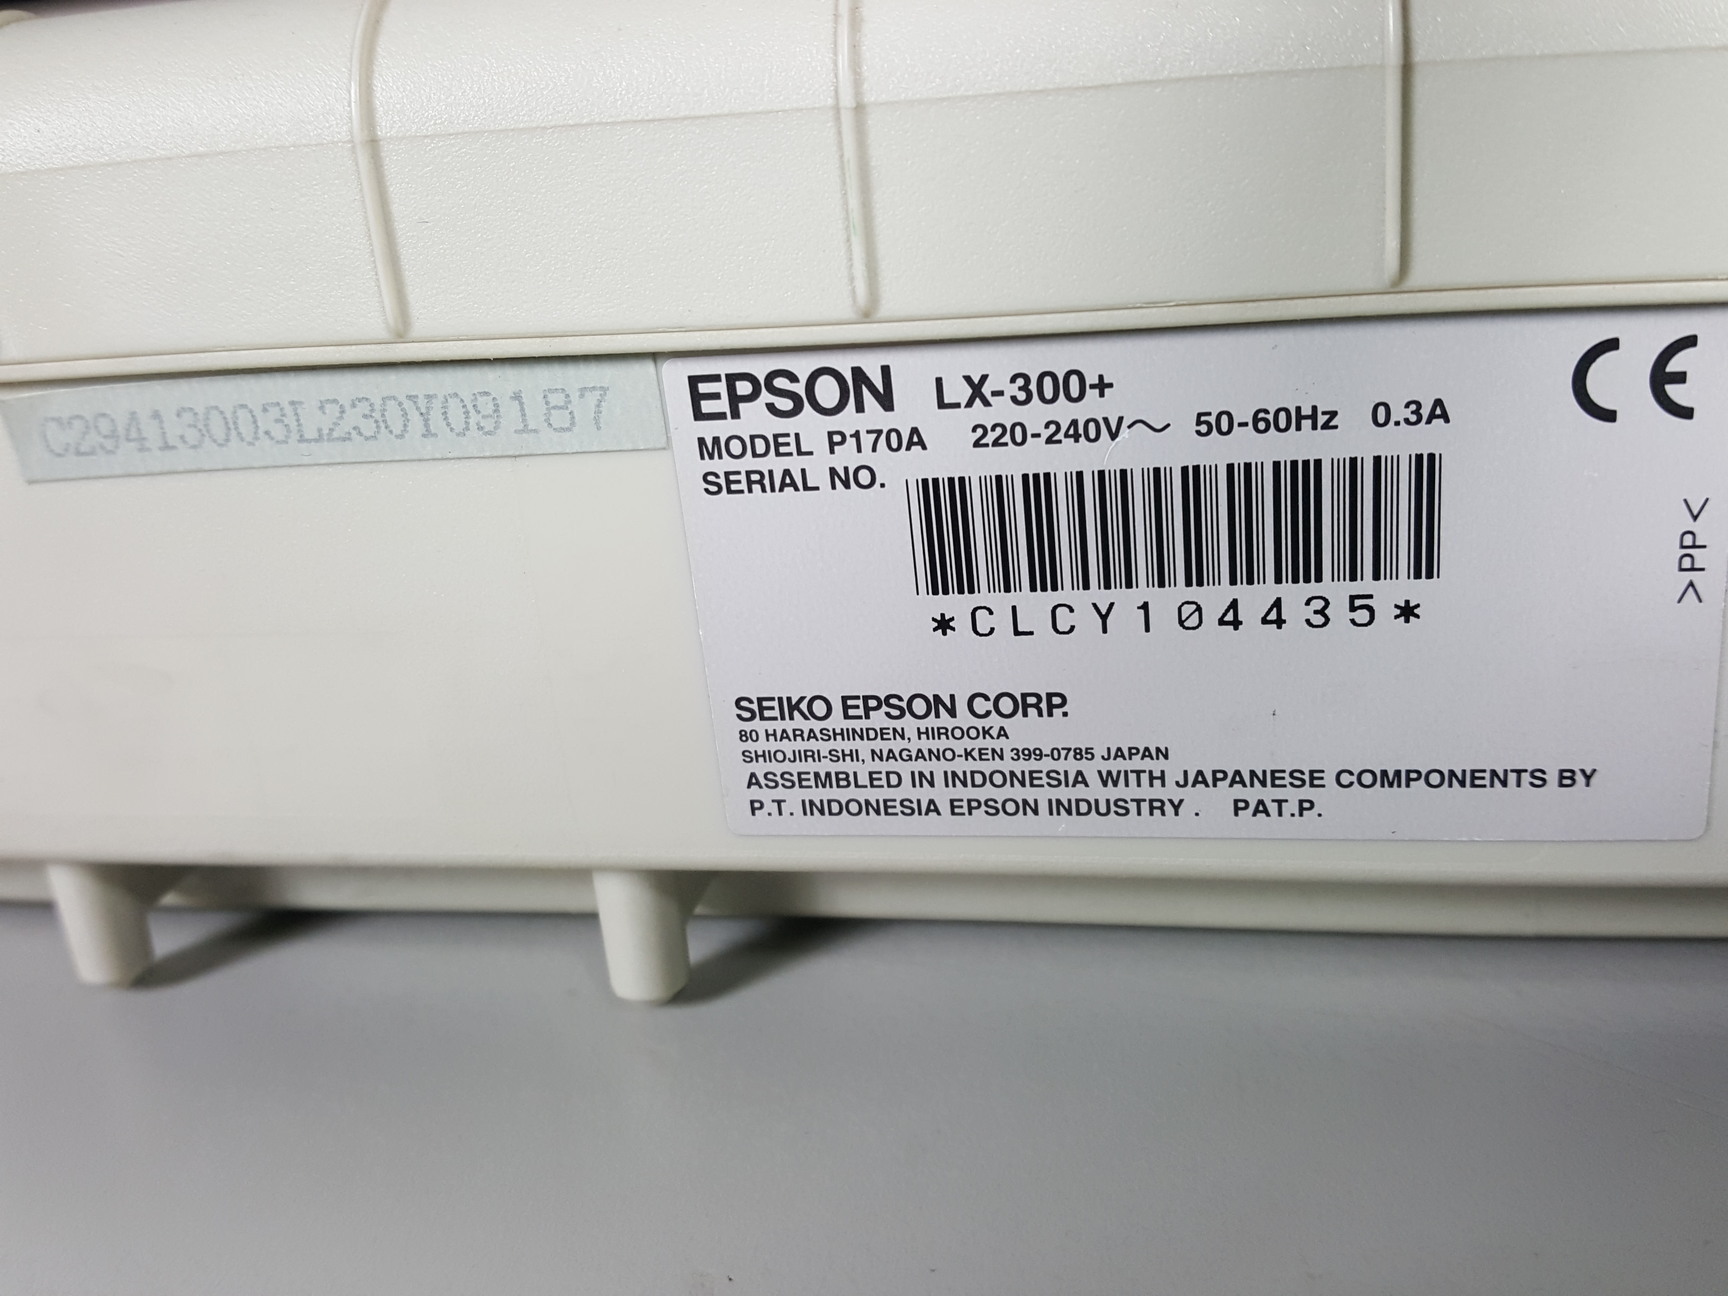 C29413003L230Y09187
EPSON LX-300+
MODEL P170A 220-240V～ 50-60Hz 0.3A
SERIAL NO.
*CLCY104435*
SEIKO EPSON CORP.
80 HARASHINDEN, HIROOKA
SHIOJIRI-SHI, NAGANO-KEN 399-0785 JAPAN
ASSEMBLED IN INDONESIA WITH JAPANESE COMPONENTS BY
P.T. INDONESIA EPSON INDUSTRY . PAT.P.
CE
>PP<